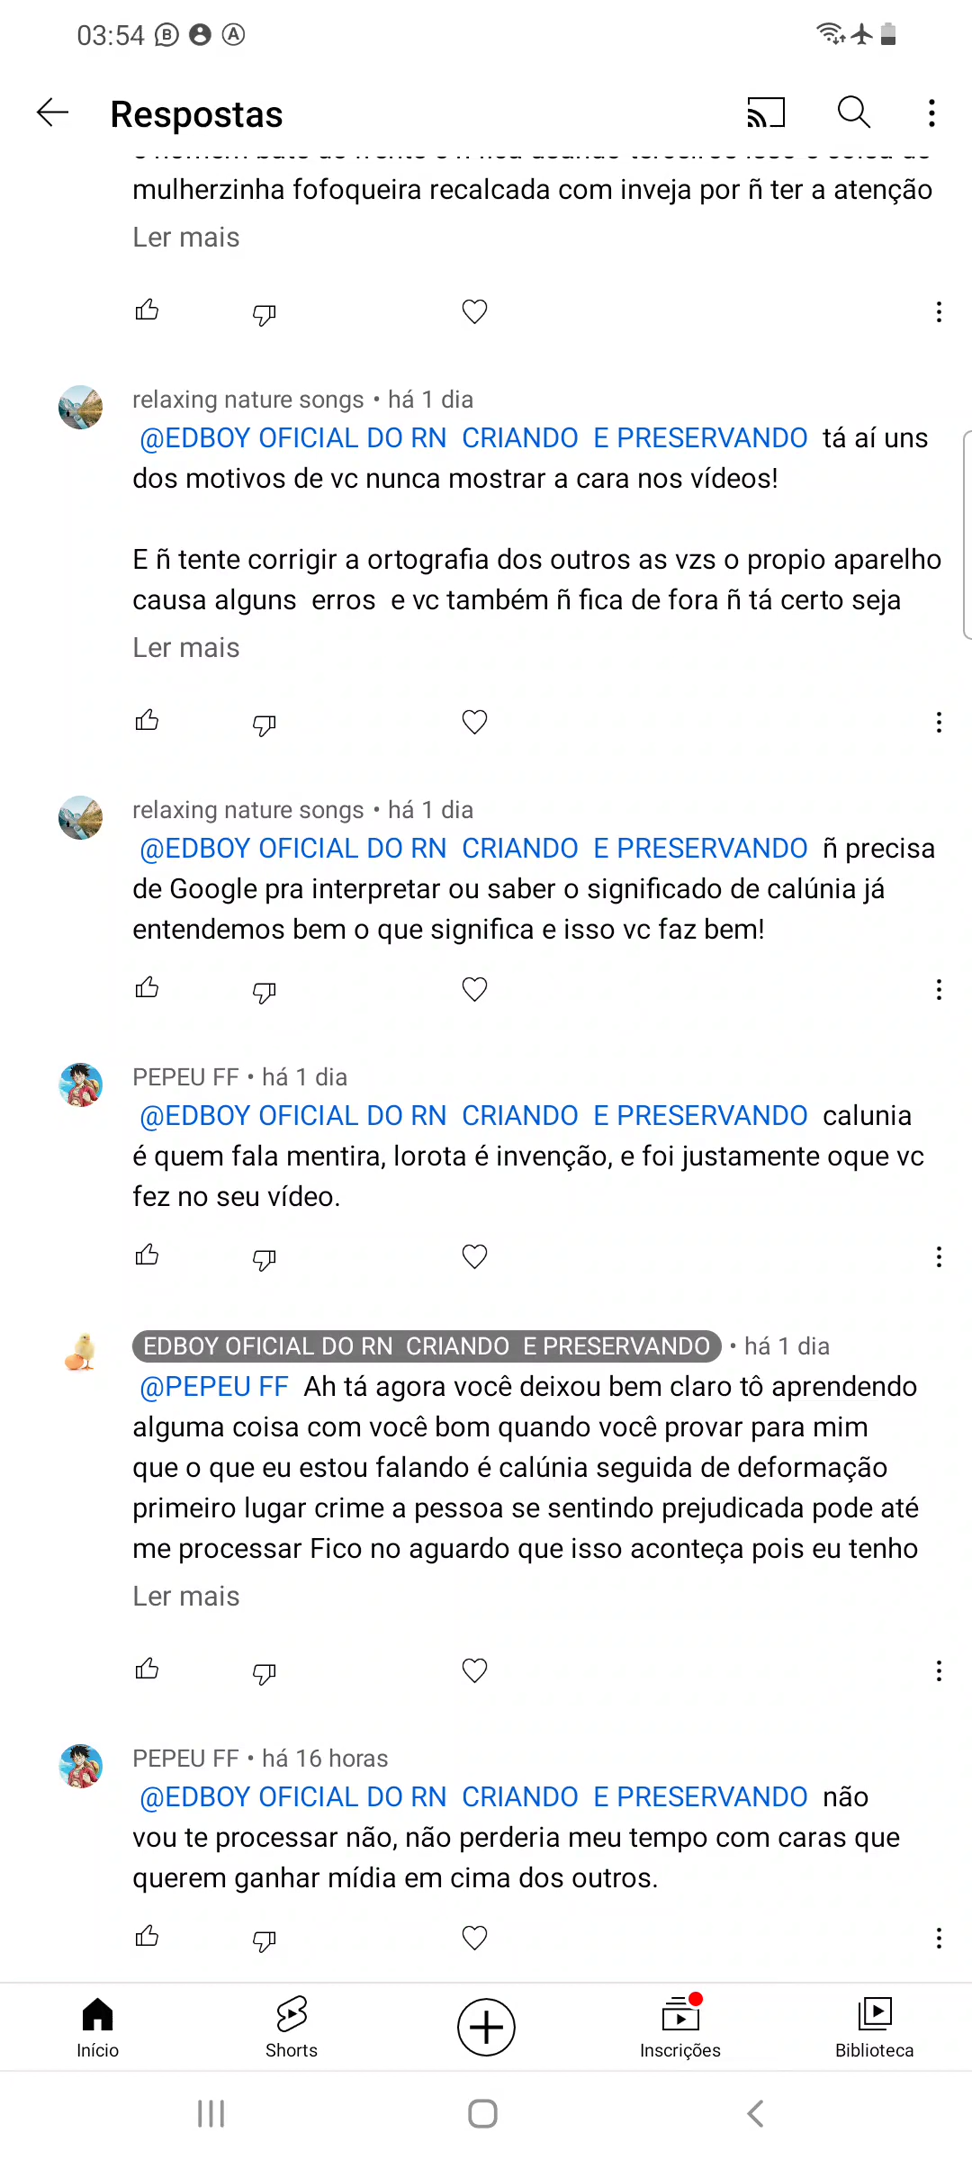 03:54
Respostas
mulherzinha fofoqueira recalcada com inveja por ñ ter a atenção
Ler mais
relaxing nature songs • há 1 dia
@EDBOY OFICIAL DO RN CRIANDO E PRESERVANDO tá aí uns
dos motivos de vc nunca mostrar a cara nos vídeos!
E ñ tente corrigir a ortografia dos outros as vzs o propio aparelho
causa alguns erros e vc também ñ fica de fora ñ tá certo seja
Ler mais
relaxing nature songs • há 1 dia
@EDBOY OFICIAL DO RN CRIANDO E PRESERVANDO ñ precisa
de Google pra interpretar ou saber o significado de calúnia já
entendemos bem o que significa e isso vc faz bem!
PEPEU FF • há 1 dia
@EDBOY OFICIAL DO RN CRIANDO E PRESERVANDO calunia
é quem fala mentira, lorota é invenção, e foi justamente oque vc
fez no seu vídeo.
EDBOY OFICIAL DO RN CRIANDO E PRESERVANDO • há 1 dia
@PEPEU FF Ah tá agora você deixou bem claro tô aprendendo
alguma coisa com você bom quando você provar para mim
que o que eu estou falando é calúnia seguida de deformação
primeiro lugar crime a pessoa se sentindo prejudicada pode até
me processar Fico no aguardo que isso aconteça pois eu tenho
Ler mais
PEPEU FF • há 16 horas
@EDBOY OFICIAL DO RN CRIANDO E PRESERVANDO não
vou te processar não, não perderia meu tempo com caras que
querem ganhar mídia em cima dos outros.
Início
Shorts
Inscrições
Biblioteca